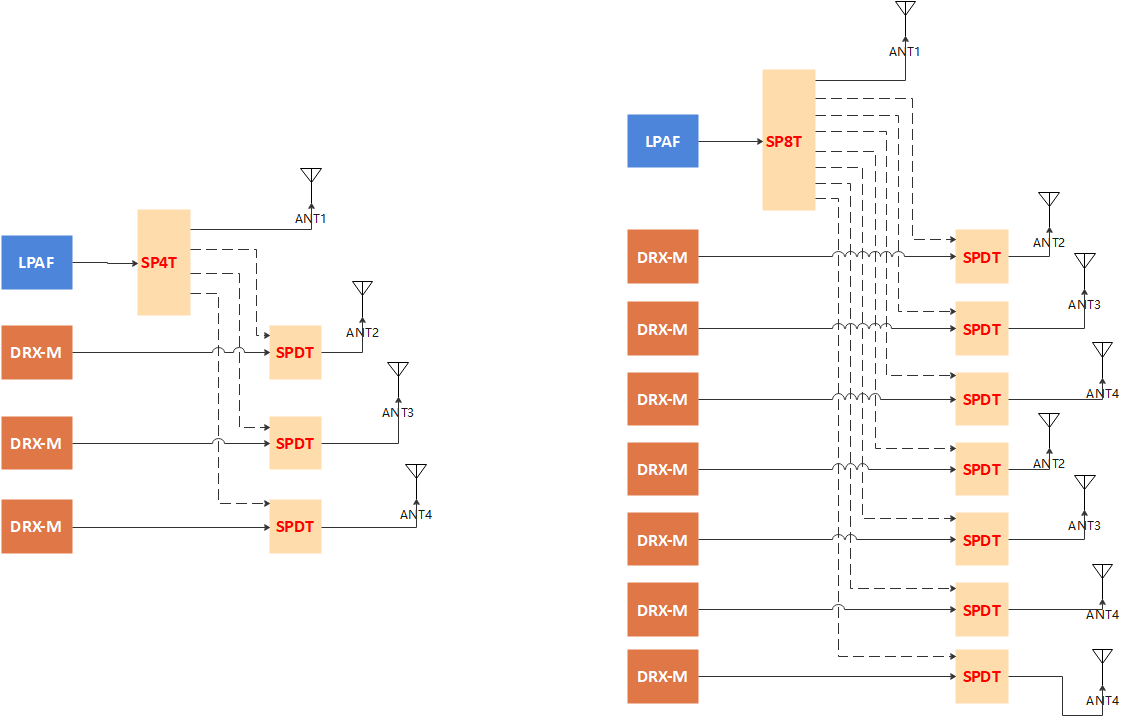 ANT1
LPAF
SP4T
ANT2
DRX-M
SPDT
ANT3
DRX-M
SPDT
ANT4
DRX-M
SPDT
ANT1
LPAF
SP8T
ANT2
DRX-M
SPDT
ANT3
DRX-M
SPDT
ANT4
DRX-M
SPDT
ANT2
DRX-M
SPDT
ANT3
DRX-M
SPDT
ANT4
DRX-M
SPDT
ANT4
DRX-M
SPDT